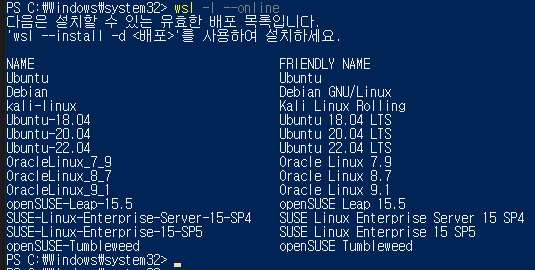 PS C:₩Windows₩system32> wsl -l --online
다음은 설치할 수 있는 유효한 배포 목록입니다.
'wsl --install -d <배포>'를 사용하여 설치하세요.
NAME FRIENDLY NAME
Ubuntu Ubuntu
Debian Debian GNU/Linux
kali-linux Kali Linux Rolling
Ubuntu-18.04 Ubuntu 18.04 LTS
Ubuntu-20.04 Ubuntu 20.04 LTS
Ubuntu-22.04 Ubuntu 22.04 LTS
OracleLinux_7_9 Oracle Linux 7.9
OracleLinux_8_7 Oracle Linux 8.7
OracleLinux_9_1 Oracle Linux 9.1
openSUSE-Leap-15.5 openSUSE Leap 15.5
SUSE-Linux-Enterprise-Server-15-SP4 SUSE Linux Enterprise Server 15 SP4
SUSE-Linux-Enterprise-15-SP5 SUSE Linux Enterprise 15 SP5
openSUSE-Tumbleweed openSUSE Tumbleweed
PS C:₩Windows₩system32>